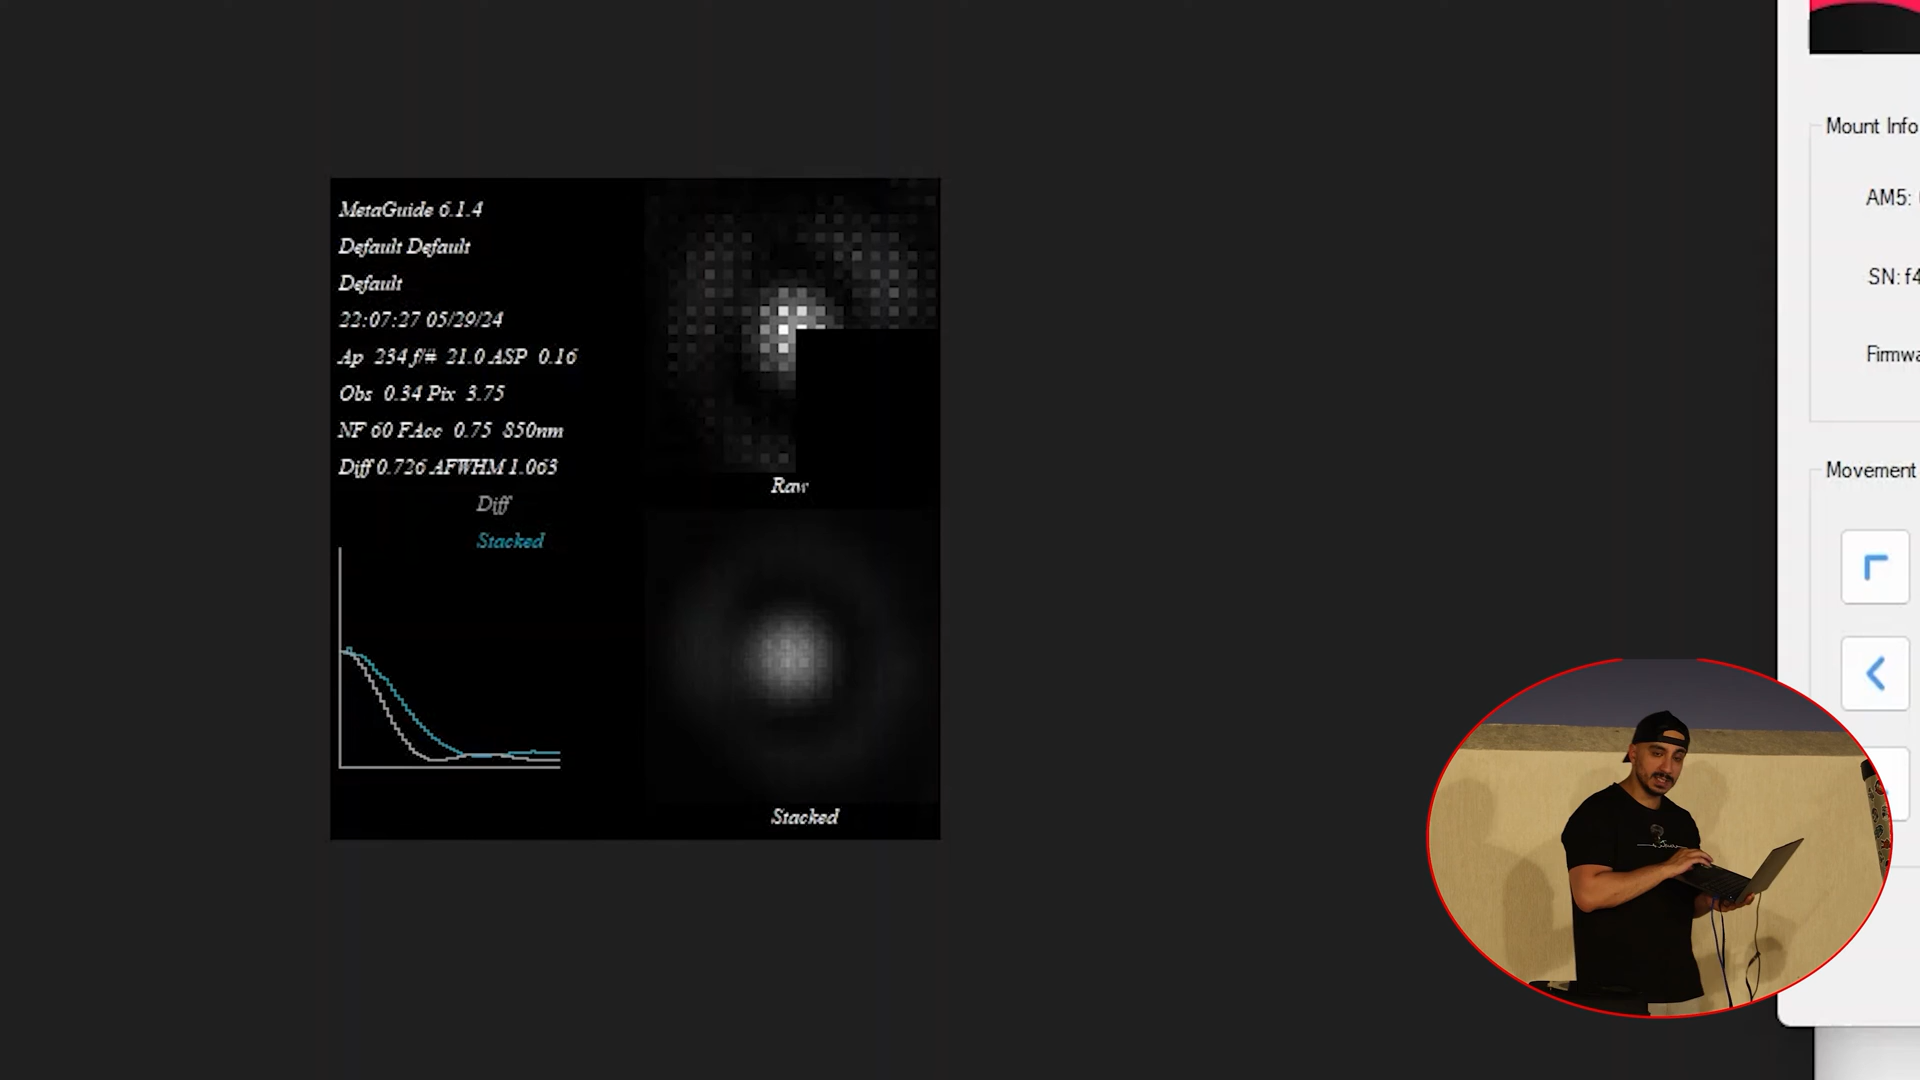 MetaGuide 6.1.4
Default Default
Default
22:07:27 05/29/24
Ap 234 f/# 21.0 ASP 0.16
Obs 0.34 Pix 3.75
NF 60 FAcc 0.75 850nm
Diff 0.726 AFWHM 1.063
Diff
Stacked
Raw
Stacked
Mount Info
AM5:
SN: f4
Firmwa
Movement